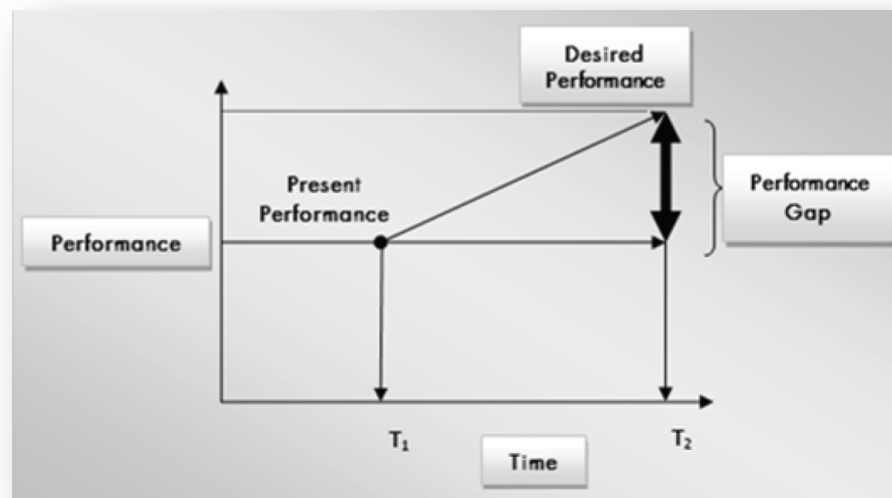 Desired
Performance
Present
Performance
Performance
Performance
Gap
T₁
T₂
Time